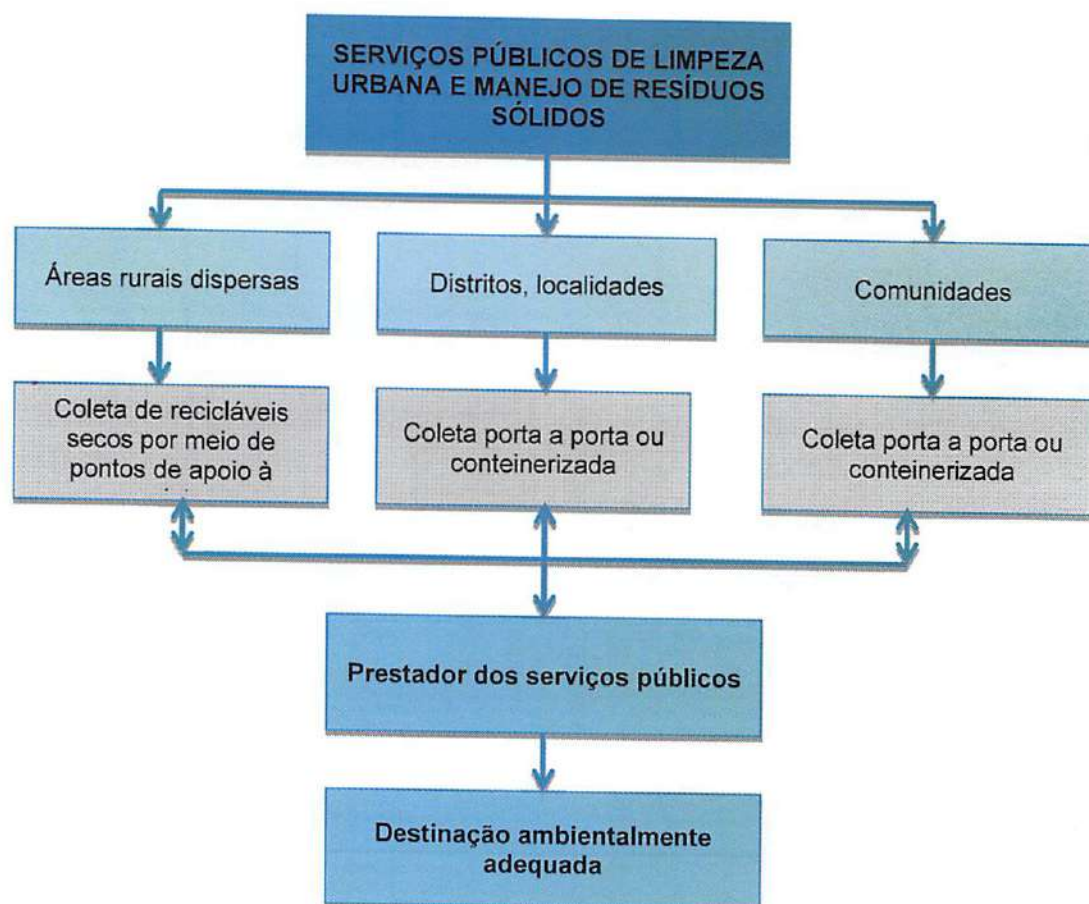 SERVIÇOS PÚBLICOS DE LIMPEZA
URBANA E MANEJO DE RESÍDUOS
SÓLIDOS
Áreas rurais dispersas
Distritos, localidades
Comunidades
Coleta de recicláveis
secos por meio de
pontos de apoio à
Coleta porta a porta ou
conteinerizada
Coleta porta a porta ou
conteinerizada
Prestador dos serviços públicos
Destinação ambientalmente
adequada